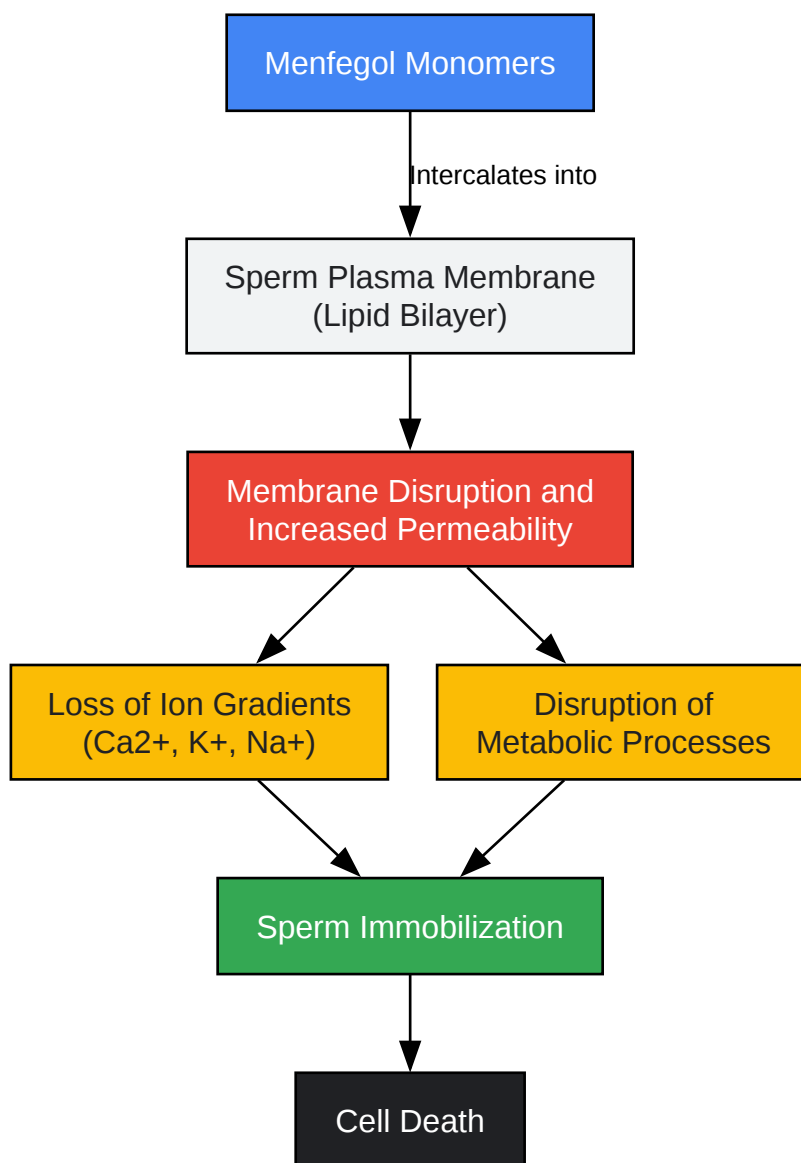 Menfegol Monomers
Intercalates into
Sperm Plasma Membrane
(Lipid Bilayer)
Membrane Disruption and
Increased Permeability
Loss of Ion Gradients
(Ca2+, K+, Na+)
Disruption of
Metabolic Processes
Sperm Immobilization
Cell Death